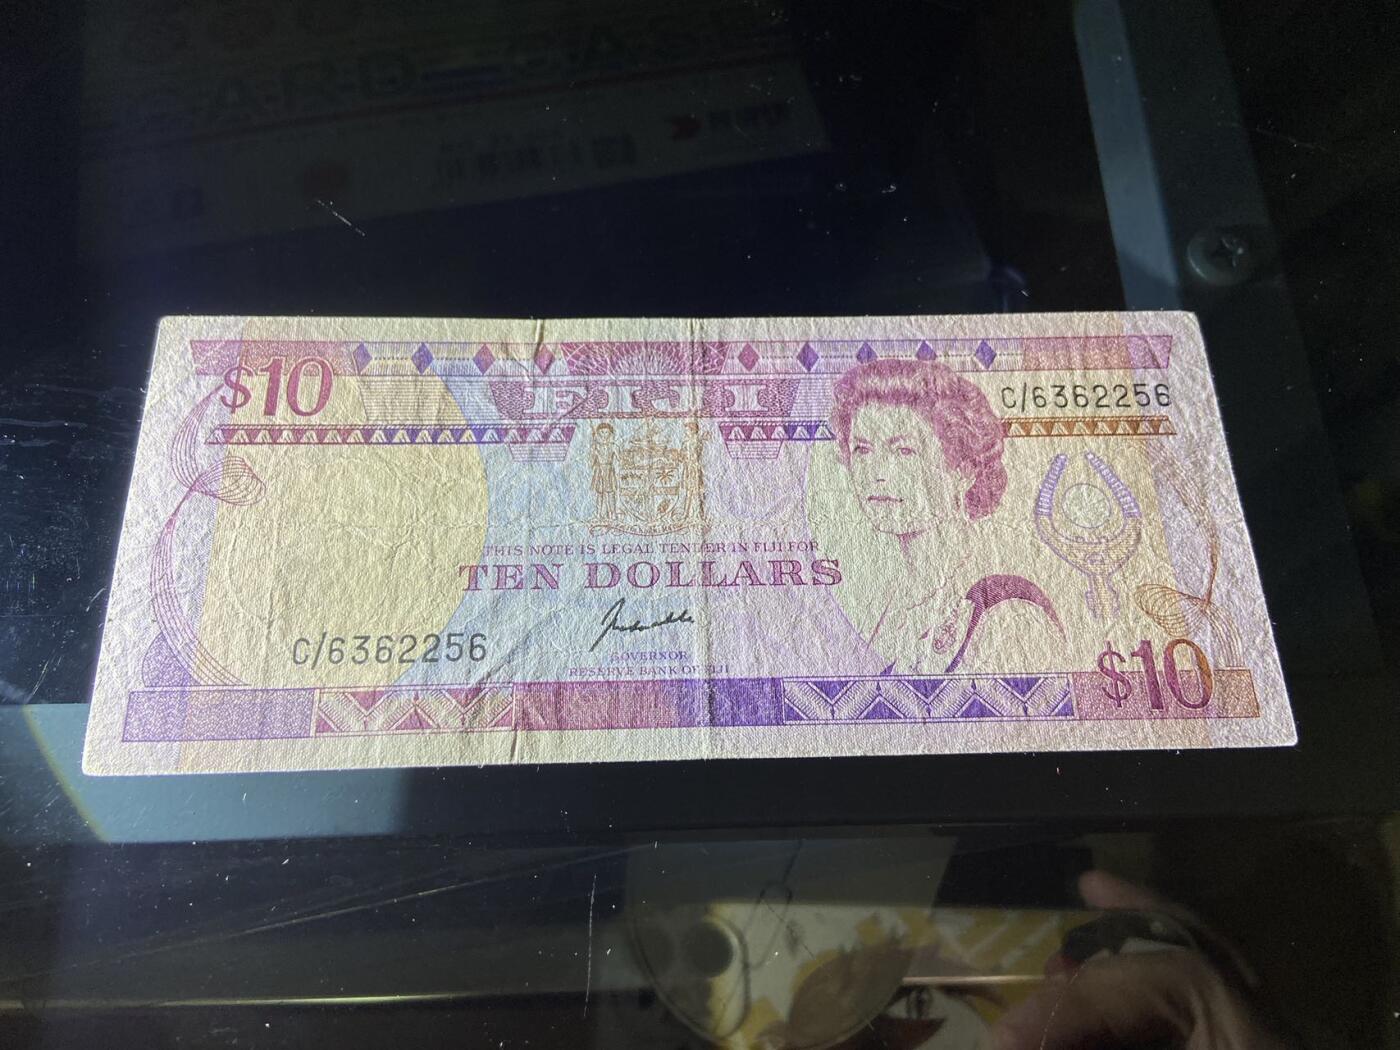 $10
FIJI
C/6362256
THIS NOTE IS LEGAL TENDER IN FIJI FOR
TEN DOLLARS
C/6362256
GOVERNOR
RESERVE BANK OF FIJI
$10